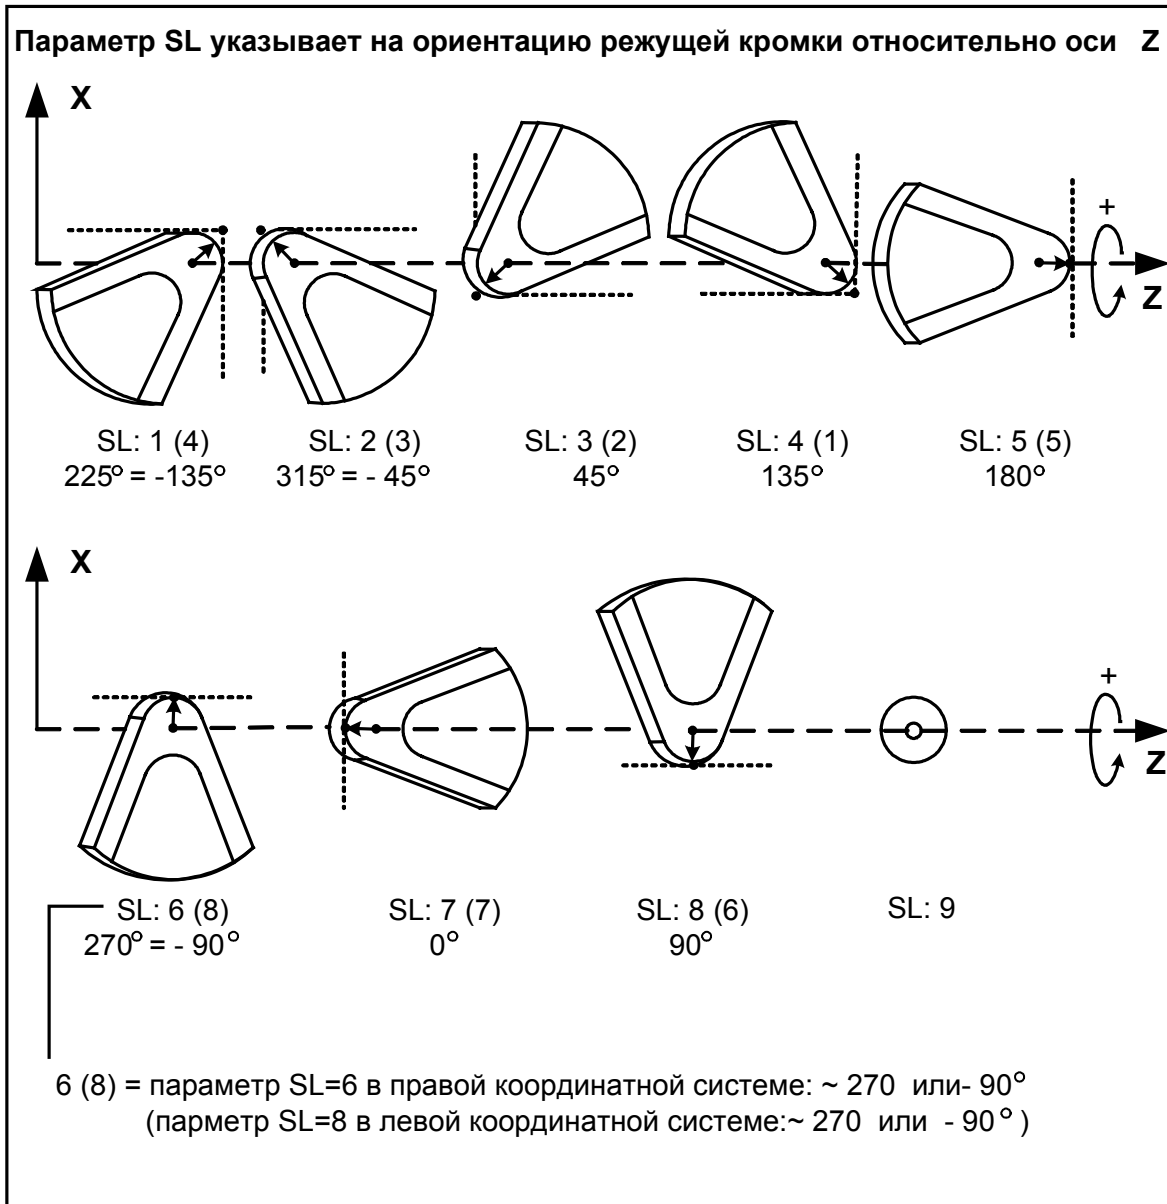 Параметр SL указывает на ориентацию режущей кромки относительно оси Z
X
+
Z
SL: 1 (4) SL: 2 (3) SL: 3 (2) SL: 4 (1) SL: 5 (5)
225° = -135° 315° = - 45° 45° 135° 180°
X
+
Z
SL: 6 (8) SL: 7 (7) SL: 8 (6) SL: 9
270° = - 90° 0° 90°
6 (8) = параметр SL=6 в правой координатной системе: ~ 270 или- 90°
(парметр SL=8 в левой координатной системе:~ 270 или - 90° )